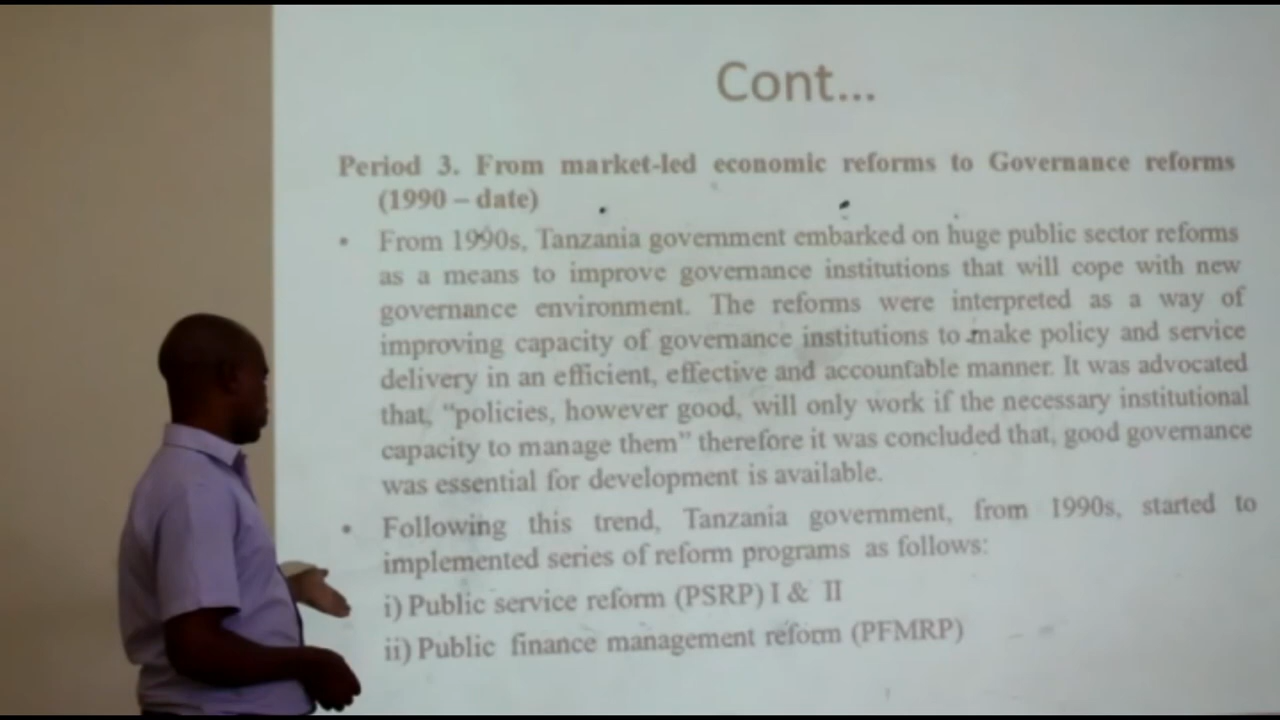 Cont...
Period 3. From market-led economic reforms to Governance reforms
(1990 – date)
• From 1990s, Tanzania government embarked on huge public sector reforms
as a means to improve governance institutions that will cope with new
governance environment. The reforms were interpreted as a way of
improving capacity of governance institutions to make policy and service
delivery in an efficient, effective and accountable manner. It was advocated
that, "policies, however good, will only work if the necessary institutional
capacity to manage them" therefore it was concluded that, good governance
was essential for development is available.
• Following this trend, Tanzania government, from 1990s, started to
implemented series of reform programs as follows:
i) Public service reform (PSRP) I & II
ii) Public finance management reform (PFMRP)